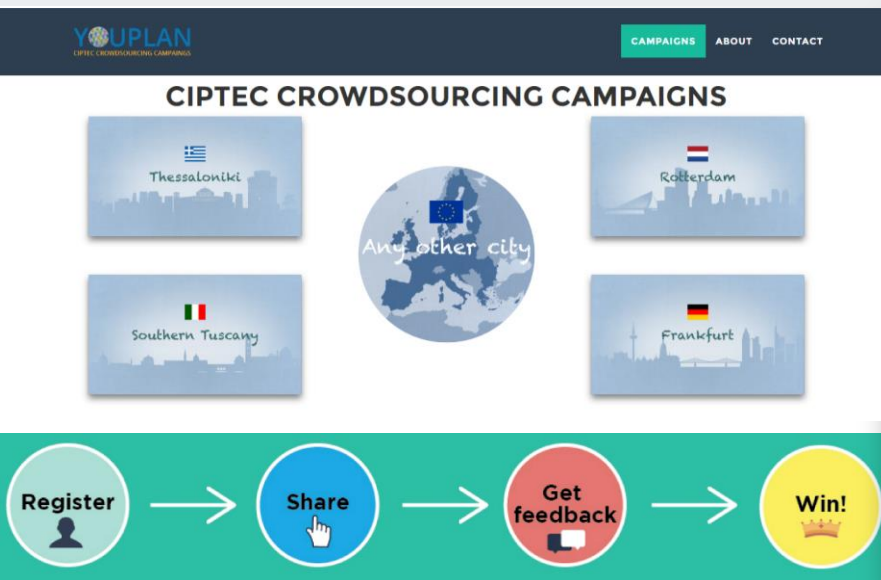 YOUPLAN
CIPTEC CROWDSOURCING CAMPAINGS
CAMPAIGNS ABOUT CONTACT
CIPTEC CROWDSOURCING CAMPAIGNS
Thessaloniki
Rotterdam
Any other city
Southern Tuscany
Frankfurt
Register
Share
Get
feedback
Win!